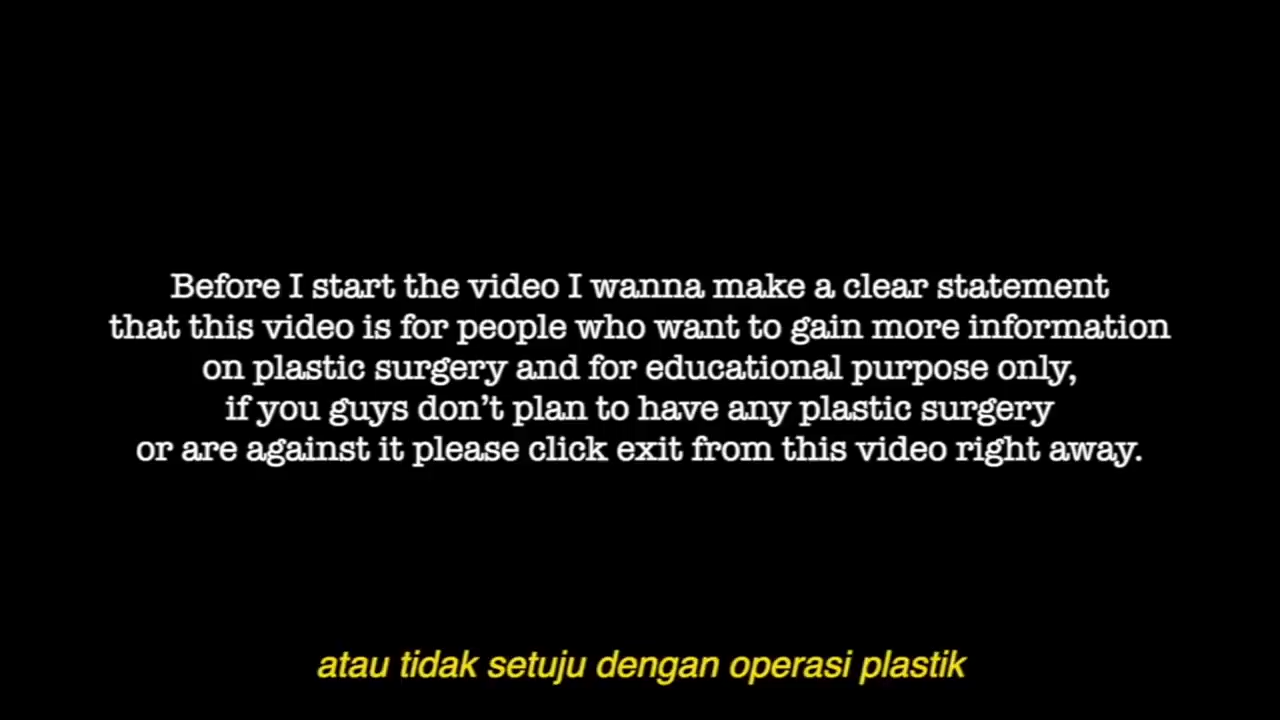 Before I start the video I wanna make a clear statement
that this video is for people who want to gain more information
on plastic surgery and for educational purpose only,
if you guys don't plan to have any plastic surgery
or are against it please click exit from this video right away.
atau tidak setuju dengan operasi plastik